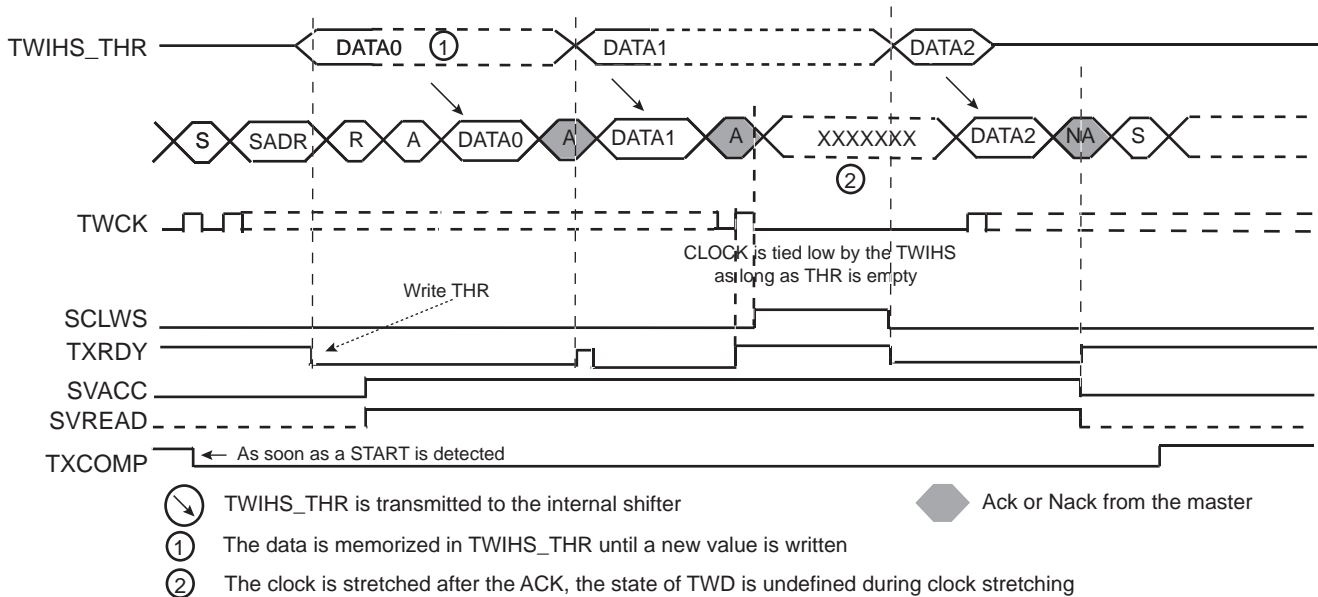 TWIHS_THR DATA0 1 DATA1 DATA2
S SADR R A DATA0 A DATA1 A XXXXXXX DATA2 NA S
2
TWCK
CLOCK is tied low by the TWIHS
as long as THR is empty
Write THR
SCLWS
TXRDY
SVACC
SVREAD
TXCOMP As soon as a START is detected
TWIHS_THR is transmitted to the internal shifter Ack or Nack from the master
1 The data is memorized in TWIHS_THR until a new value is written
2 The clock is stretched after the ACK, the state of TWD is undefined during clock stretching